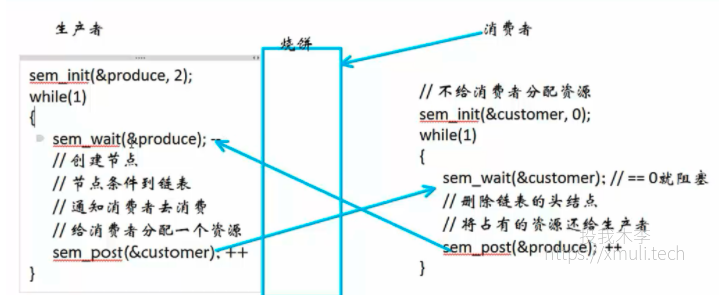 生产者
烧饼
消费者
sem_init(&produce, 2);
while(1)
{
sem_wait(&produce); --
// 创建节点
// 节点条件到链表
// 通知消费者去消费
// 给消费者分配一个资源
sem_post(&customer); ++
}
// 不给消费者分配资源
sem_init(&customer, 0);
while(1)
{
sem_wait(&customer); // == 0就阻塞
// 删除链表的头结点
// 将占有的资源还给生产者
sem_post(&produce); ++
}
投我木李
https://xmuli.tech